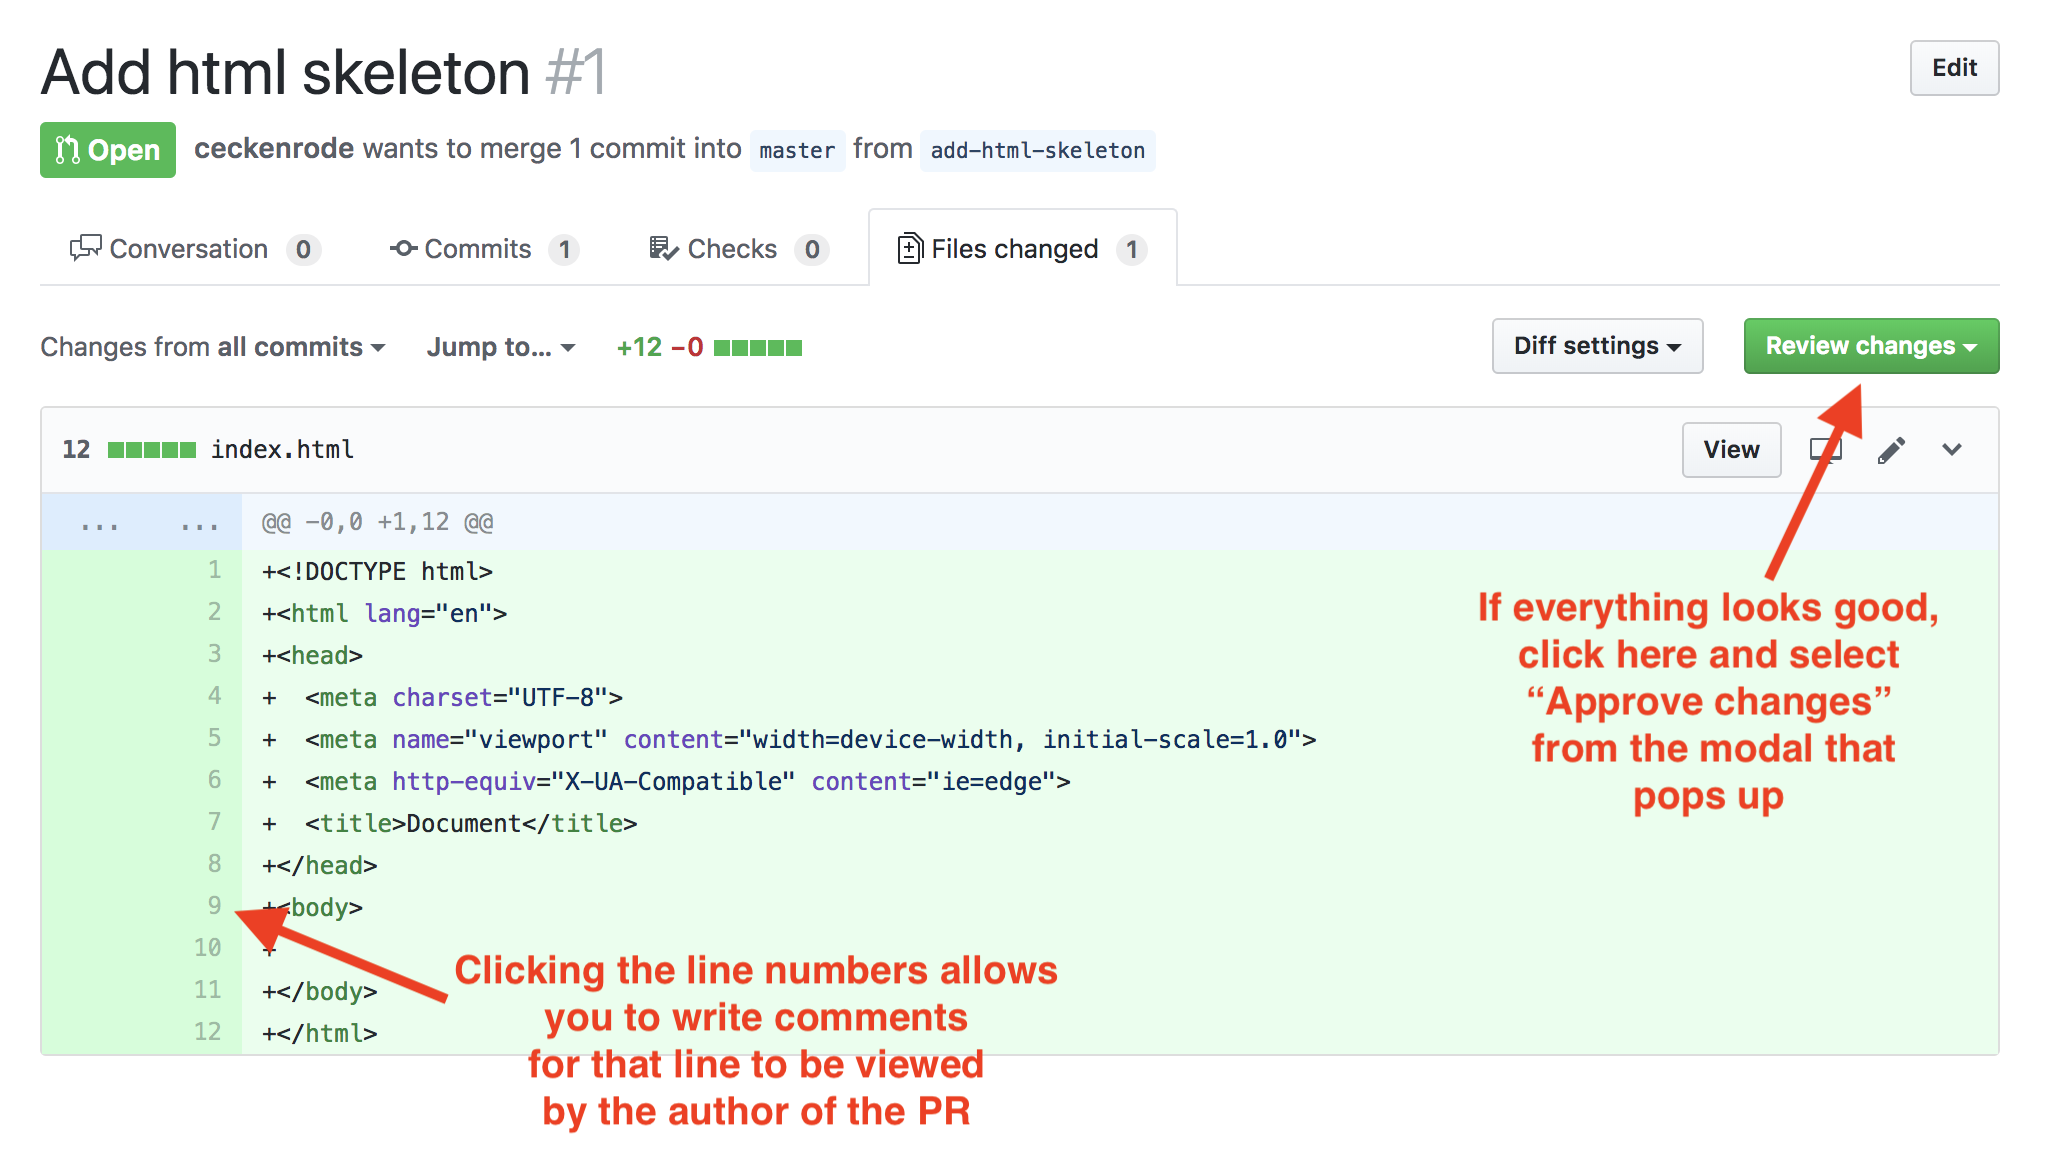 Add html skeleton #1
Edit
Open ceckenrode wants to merge 1 commit into master from add-html-skeleton
Conversation 0 Commits 1 Checks 0 Files changed 1
Changes from all commits Jump to... +12 −0 Diff settings Review changes
12 index.html View
... ... @@ -0,0 +1,12 @@
1 +<!DOCTYPE html>
2 +<html lang="en">
3 +<head>
4 +  <meta charset="UTF-8">
5 +  <meta name="viewport" content="width=device-width, initial-scale=1.0">
6 +  <meta http-equiv="X-UA-Compatible" content="ie=edge">
7 +  <title>Document</title>
8 +</head>
9 +<body>
10 +
11 +</body>
12 +</html>
If everything looks good,
click here and select
“Approve changes”
from the modal that
pops up
Clicking the line numbers allows
you to write comments
for that line to be viewed
by the author of the PR